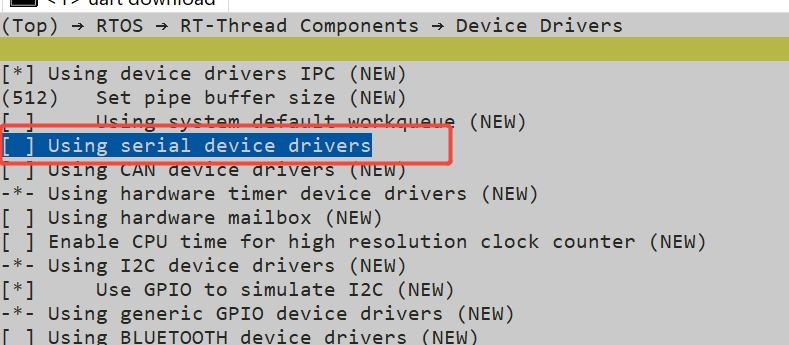 <1> uart download
(Top) → RTOS → RT-Thread Components → Device Drivers
[*] Using device drivers IPC (NEW)
(512)   Set pipe buffer size (NEW)
[ ]     Using system default workqueue (NEW)
[ ] Using serial device drivers
[ ] Using CAN device drivers (NEW)
-*- Using hardware timer device drivers (NEW)
[ ] Using hardware mailbox (NEW)
[ ] Enable CPU time for high resolution clock counter (NEW)
-*- Using I2C device drivers (NEW)
[*]     Use GPIO to simulate I2C (NEW)
-*- Using generic GPIO device drivers (NEW)
[ ] Using BLUETOOTH device drivers (NEW)